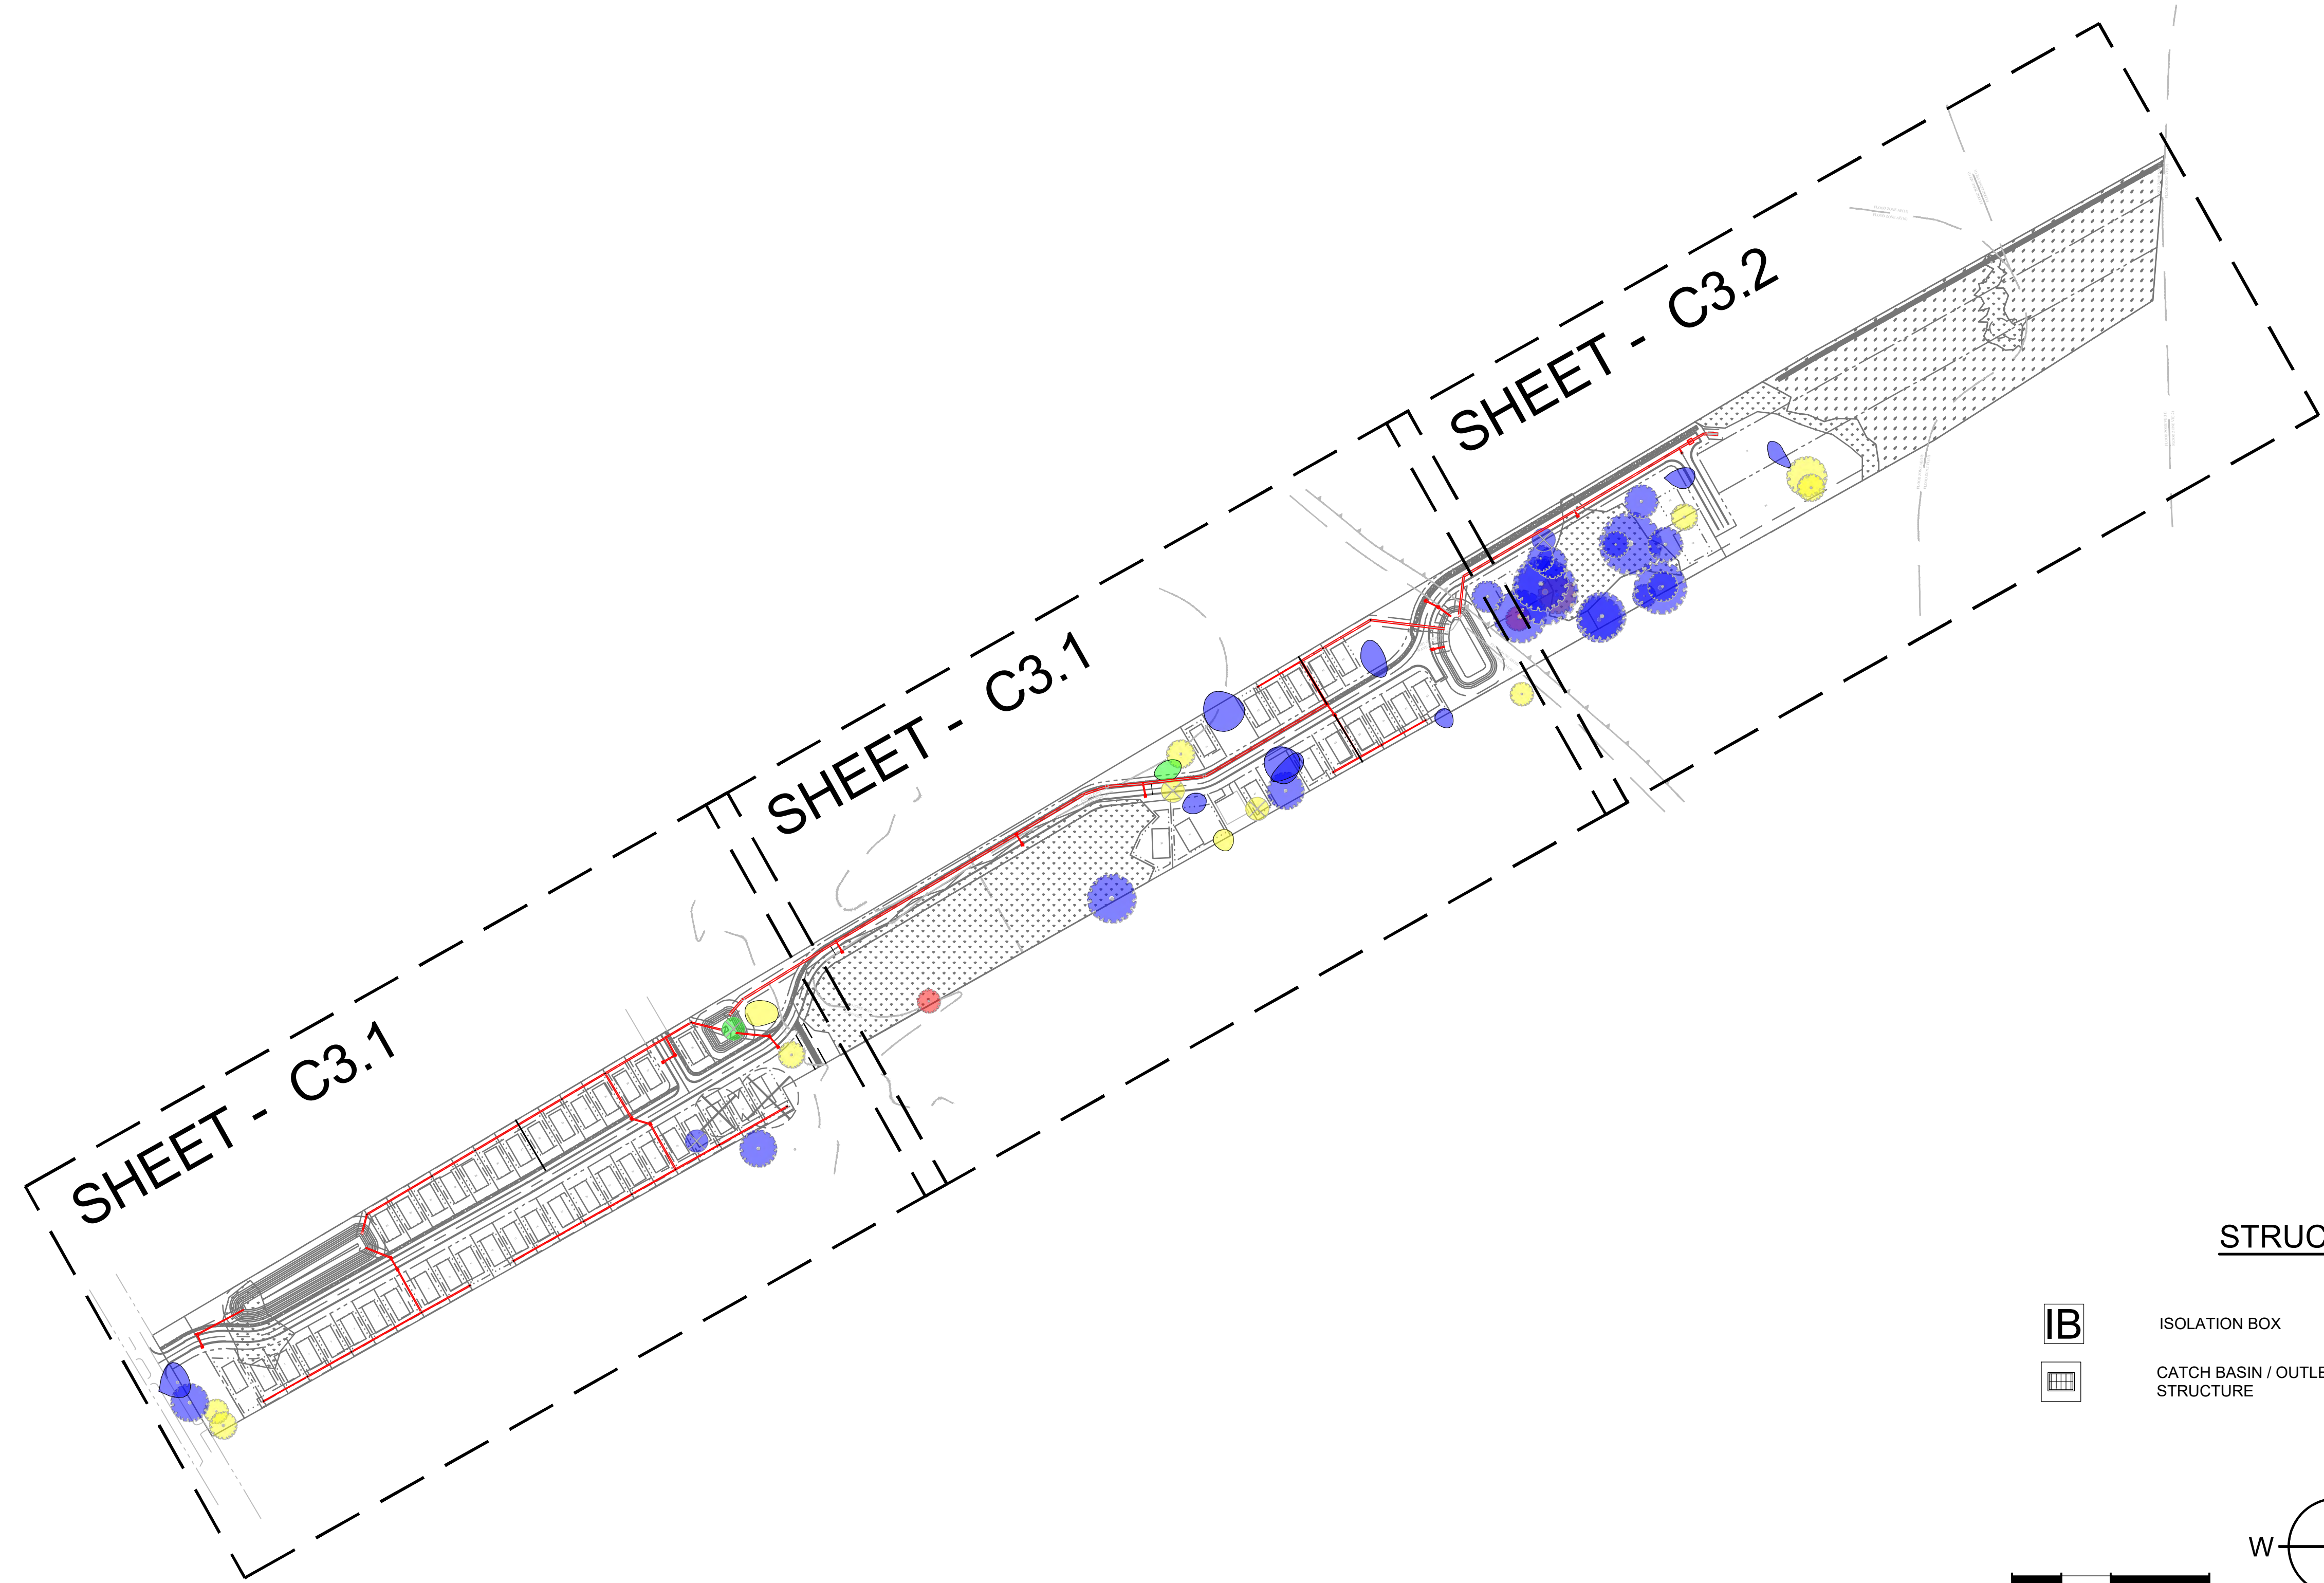 SHEET - C3.2
SHEET - C3.1
SHEET - C3.1
STRUC
IB
ISOLATION BOX
CATCH BASIN / OUTLE
STRUCTURE
W